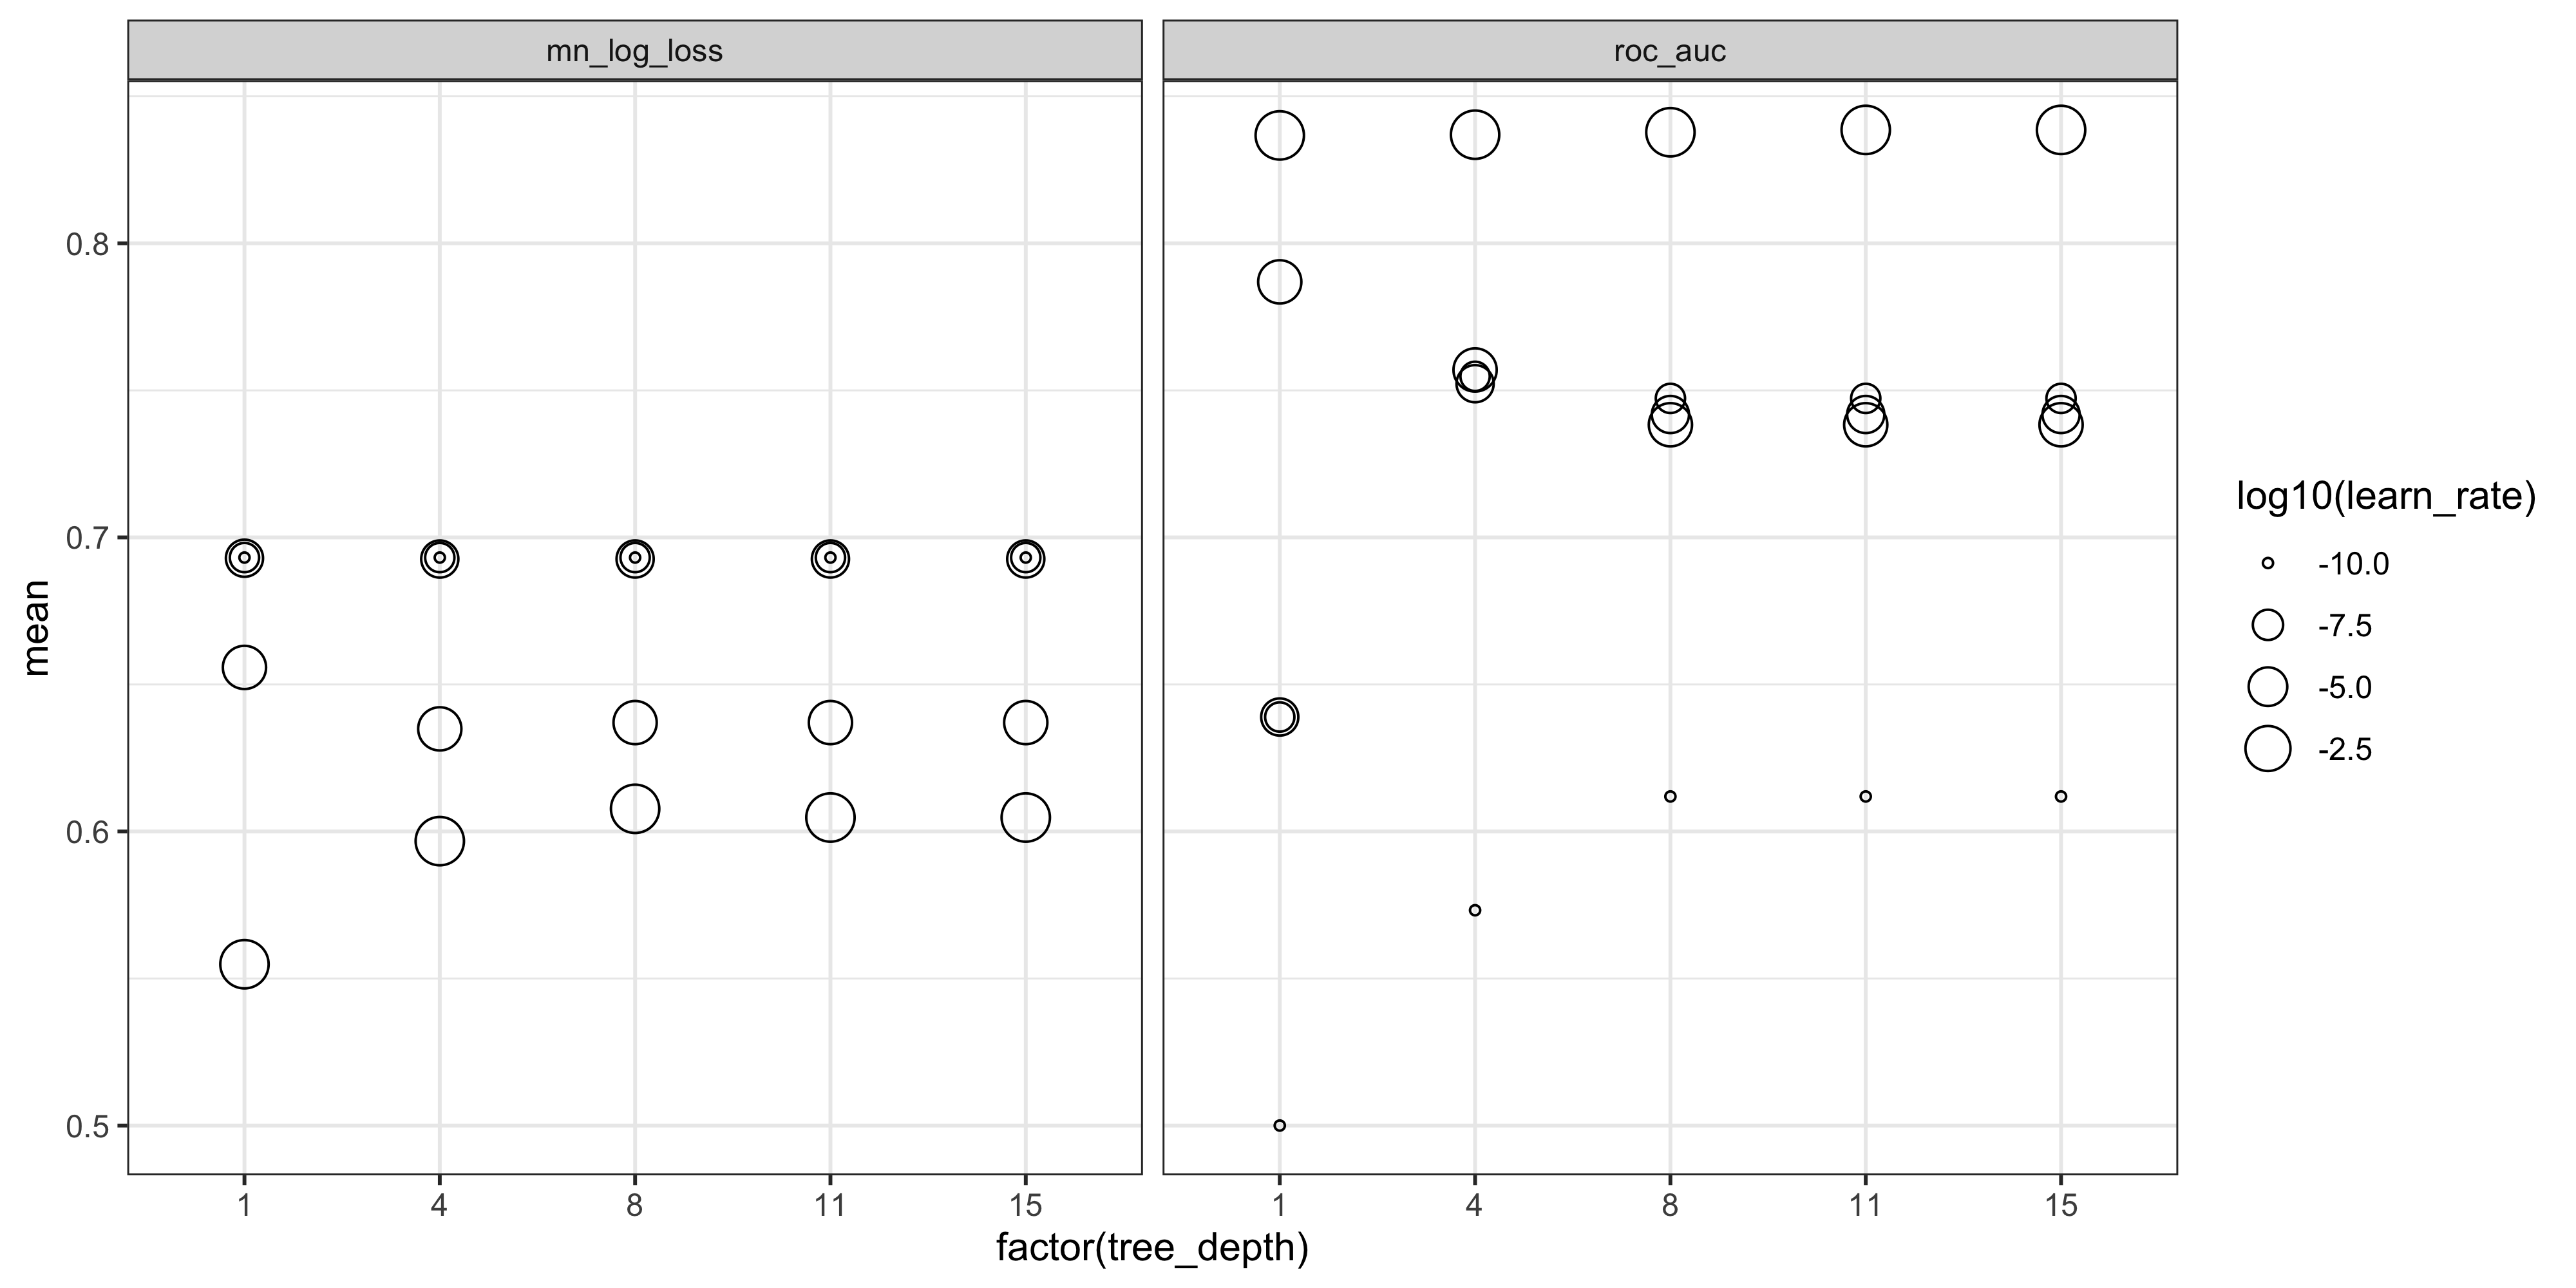 mn_log_loss
roc_auc
mean
0.8
0.7
0.6
0.5
1 4 8 11 15
1 4 8 11 15
factor(tree_depth)
log10(learn_rate)
-10.0
-7.5
-5.0
-2.5